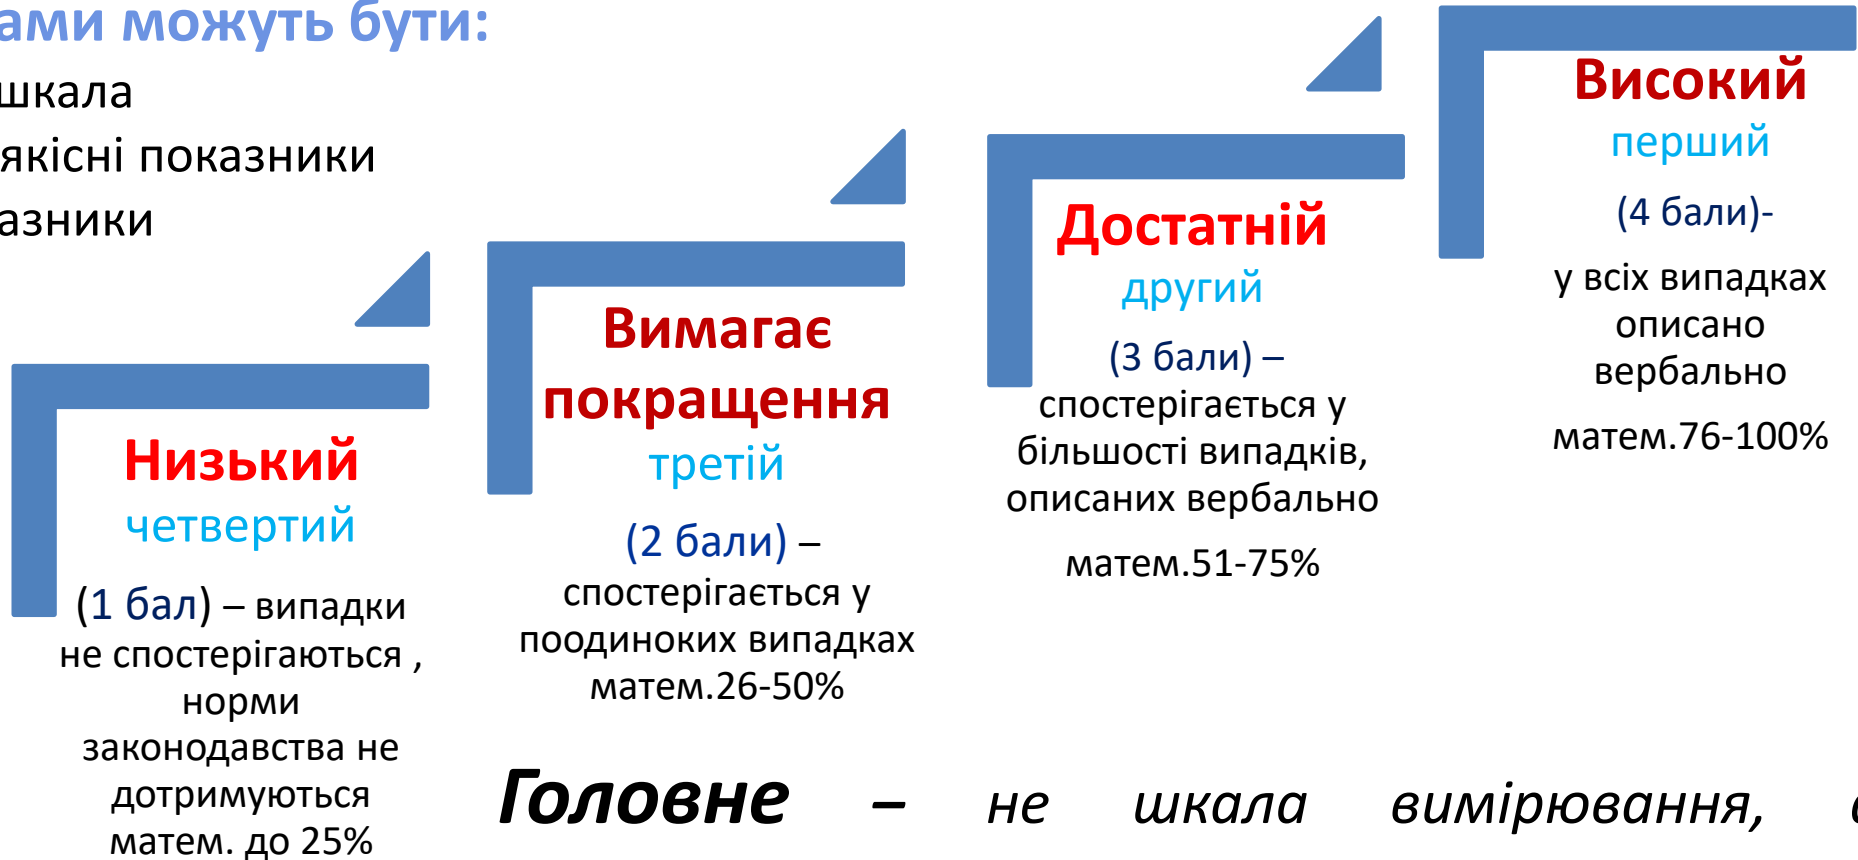 ами можуть бути:
шкала
якісні показники
азники
Низький
четвертий
(1 бал) – випадки
не спостерігаються ,
норми
законодавства не
дотримуються
матем. до 25%
Вимагає
покращення
третій
(2 бали) –
спостерігається у
поодиноких випадках
матем.26-50%
Достатній
другий
(3 бали) –
спостерігається у
більшості випадків,
описаних вербально
матем.51-75%
Високий
перший
(4 бали)-
у всіх випадках
описано
вербально
матем.76-100%
Головне – не шкала вимірювання,